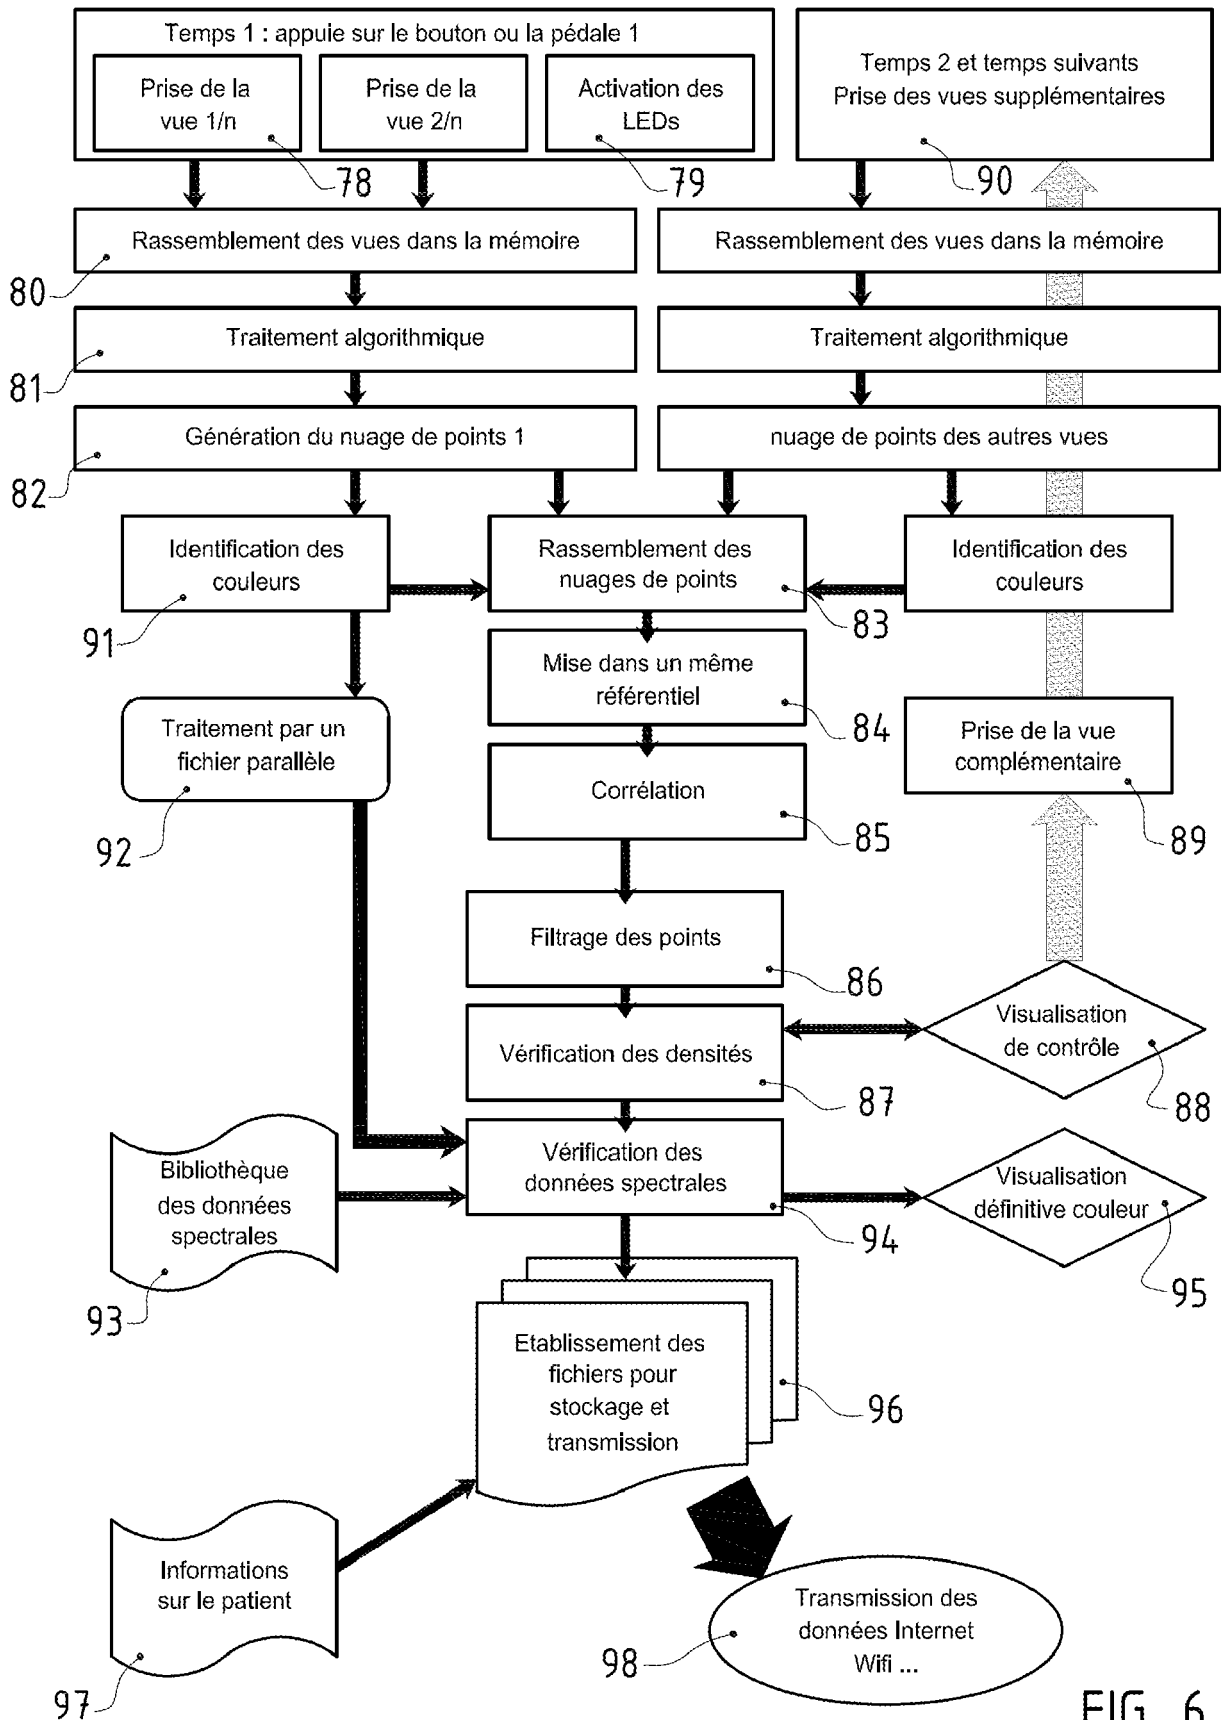 Temps 1 : appuie sur le bouton ou la pédale 1
Prise de la
vue 1/n
Prise de la
vue 2/n
Activation des
LEDs
78
79
Temps 2 et temps suivants
Prise des vues supplémentaires
90
Rassemblement des vues dans la mémoire
80
Rassemblement des vues dans la mémoire
Traitement algorithmique
81
Traitement algorithmique
Génération du nuage de points 1
82
nuage de points des autres vues
Identification des
couleurs
91
Rassemblement des
nuages de points
83
Identification des
couleurs
Mise dans un même
référentiel
84
Traitement par un
fichier parallèle
92
Prise de la vue
complémentaire
89
Corrélation
85
Filtrage des points
86
Vérification des densités
87
Visualisation
de contrôle
88
Bibliothèque
des données
spectrales
93
Vérification des
données spectrales
94
Visualisation
définitive couleur
95
Etablissement des
fichiers pour
stockage et
transmission
96
Informations
sur le patient
97
Transmission des
données Internet
Wifi ...
98
FIG. 6